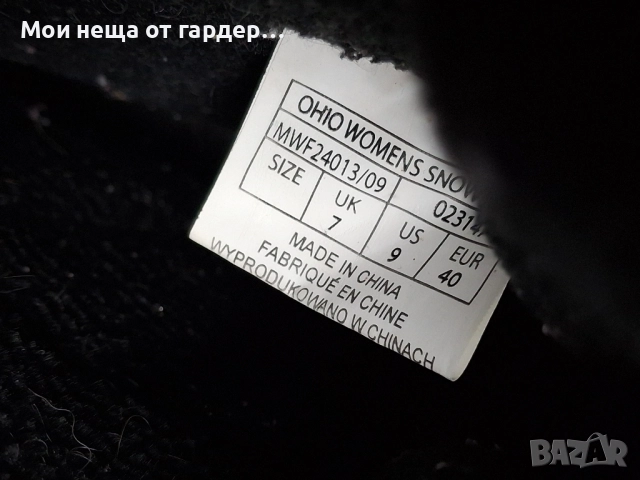 Мои неща от гардер...
OHIO WOMENS SNOW
MWF24013/09
SIZE UK 7 US 9 EUR 40
MADE IN CHINA
FABRIQUÉ EN CHINE
WYPRODUKOWANO W CHINACH
BAZAR